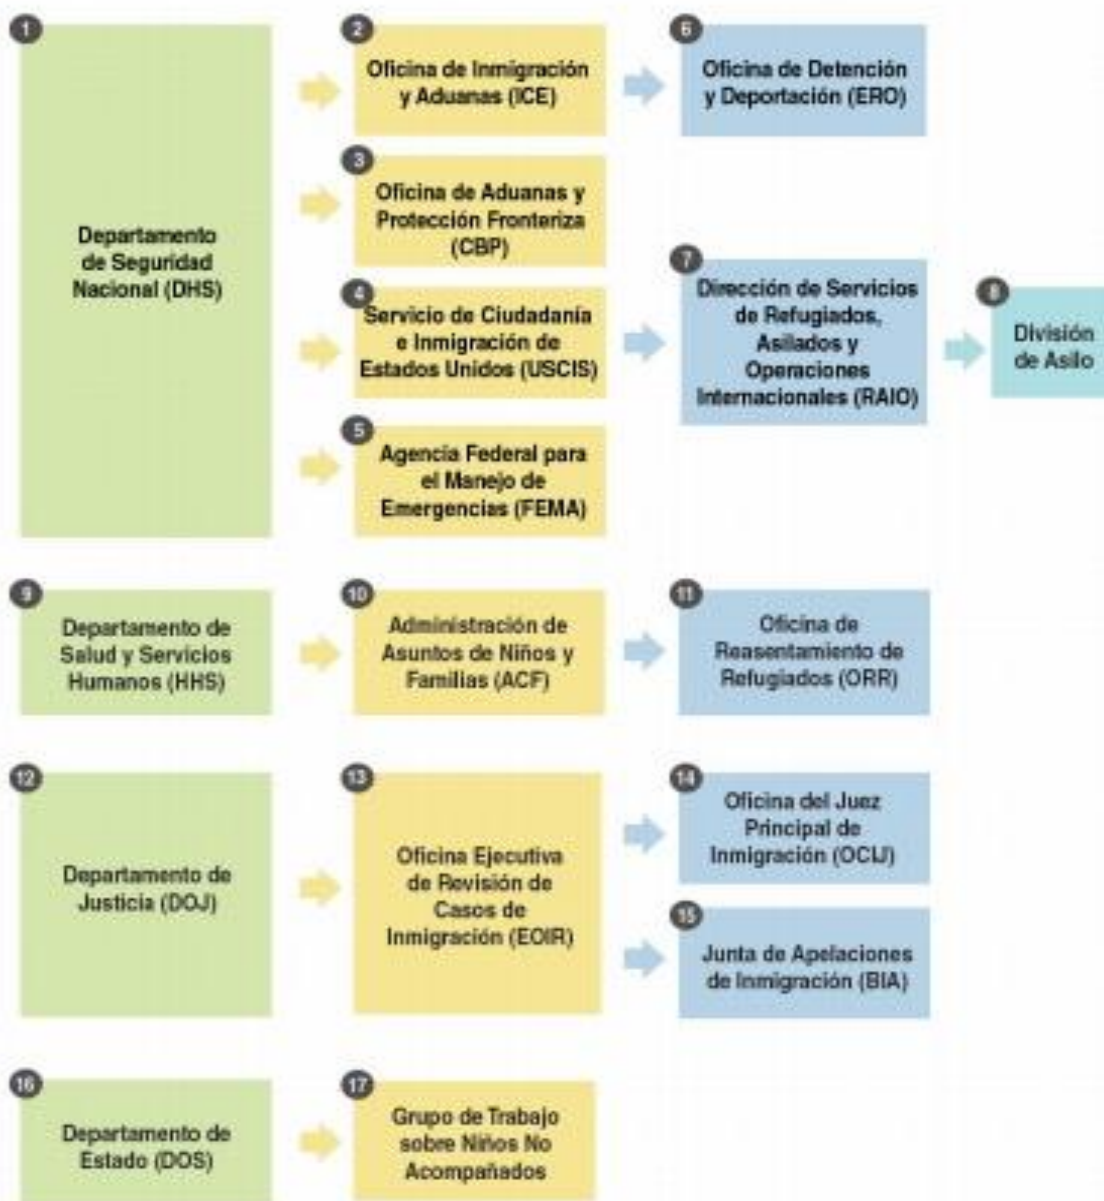 1
Departamento
de Seguridad
Nacional (DHS)
2
Oficina de Inmigración
y Aduanas (ICE)
3
Oficina de Aduanas y
Protección Fronteriza
(CBP)
4
Servicio de Ciudadanía
e Inmigración de
Estados Unidos (USCIS)
5
Agencia Federal para
el Manejo de
Emergencias (FEMA)
6
Oficina de Detención
y Deportación (ERO)
7
Dirección de Servicios
de Refugiados,
Asilados y
Operaciones
Internacionales (RAIO)
8
División
de Asilo
9
Departamento de
Salud y Servicios
Humanos (HHS)
10
Administración de
Asuntos de Niños y
Familias (ACF)
11
Oficina de
Reasentamiento de
Refugiados (ORR)
12
Departamento de
Justicia (DOJ)
13
Oficina Ejecutiva
de Revisión de
Casos de
Inmigración (EOIR)
14
Oficina del Juez
Principal de
Inmigración (OCIJ)
15
Junta de Apelaciones
de Inmigración (BIA)
16
Departamento de
Estado (DOS)
17
Grupo de Trabajo
sobre Niños No
Acompañados